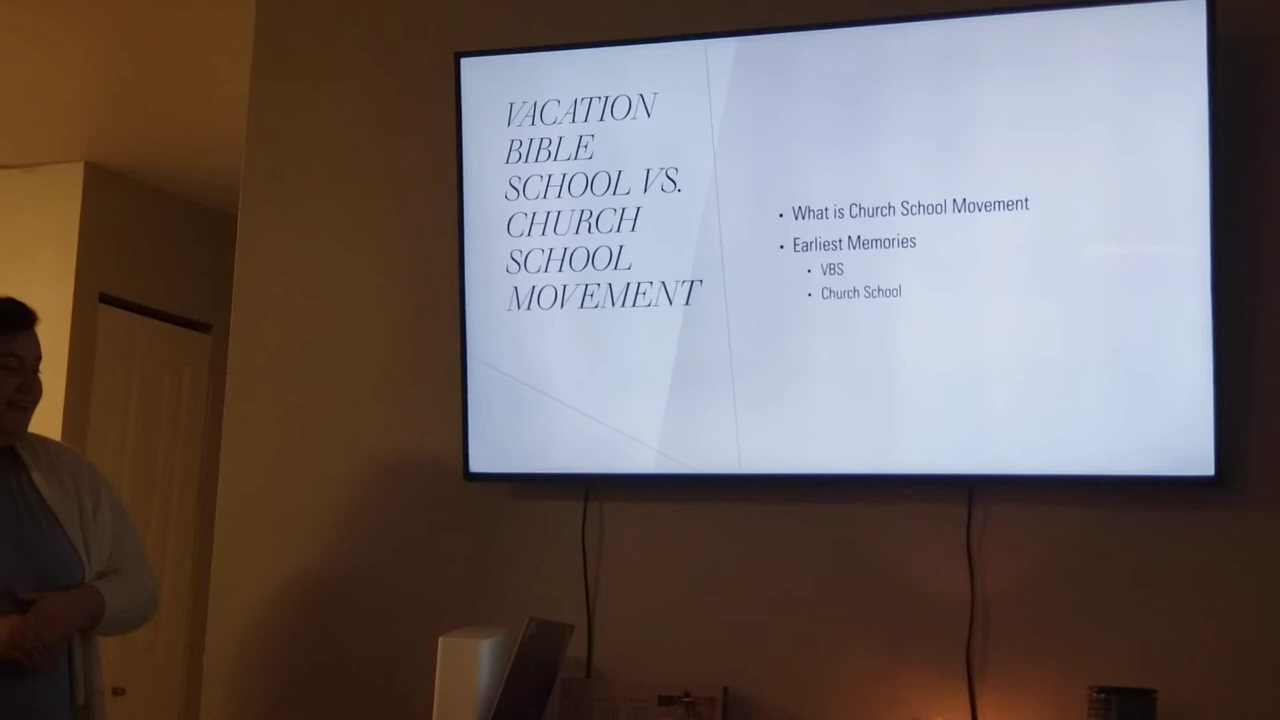 VACATION
BIBLE
SCHOOL VS.
CHURCH
SCHOOL
MOVEMENT
• What is Church School Movement
• Earliest Memories
• VBS
• Church School